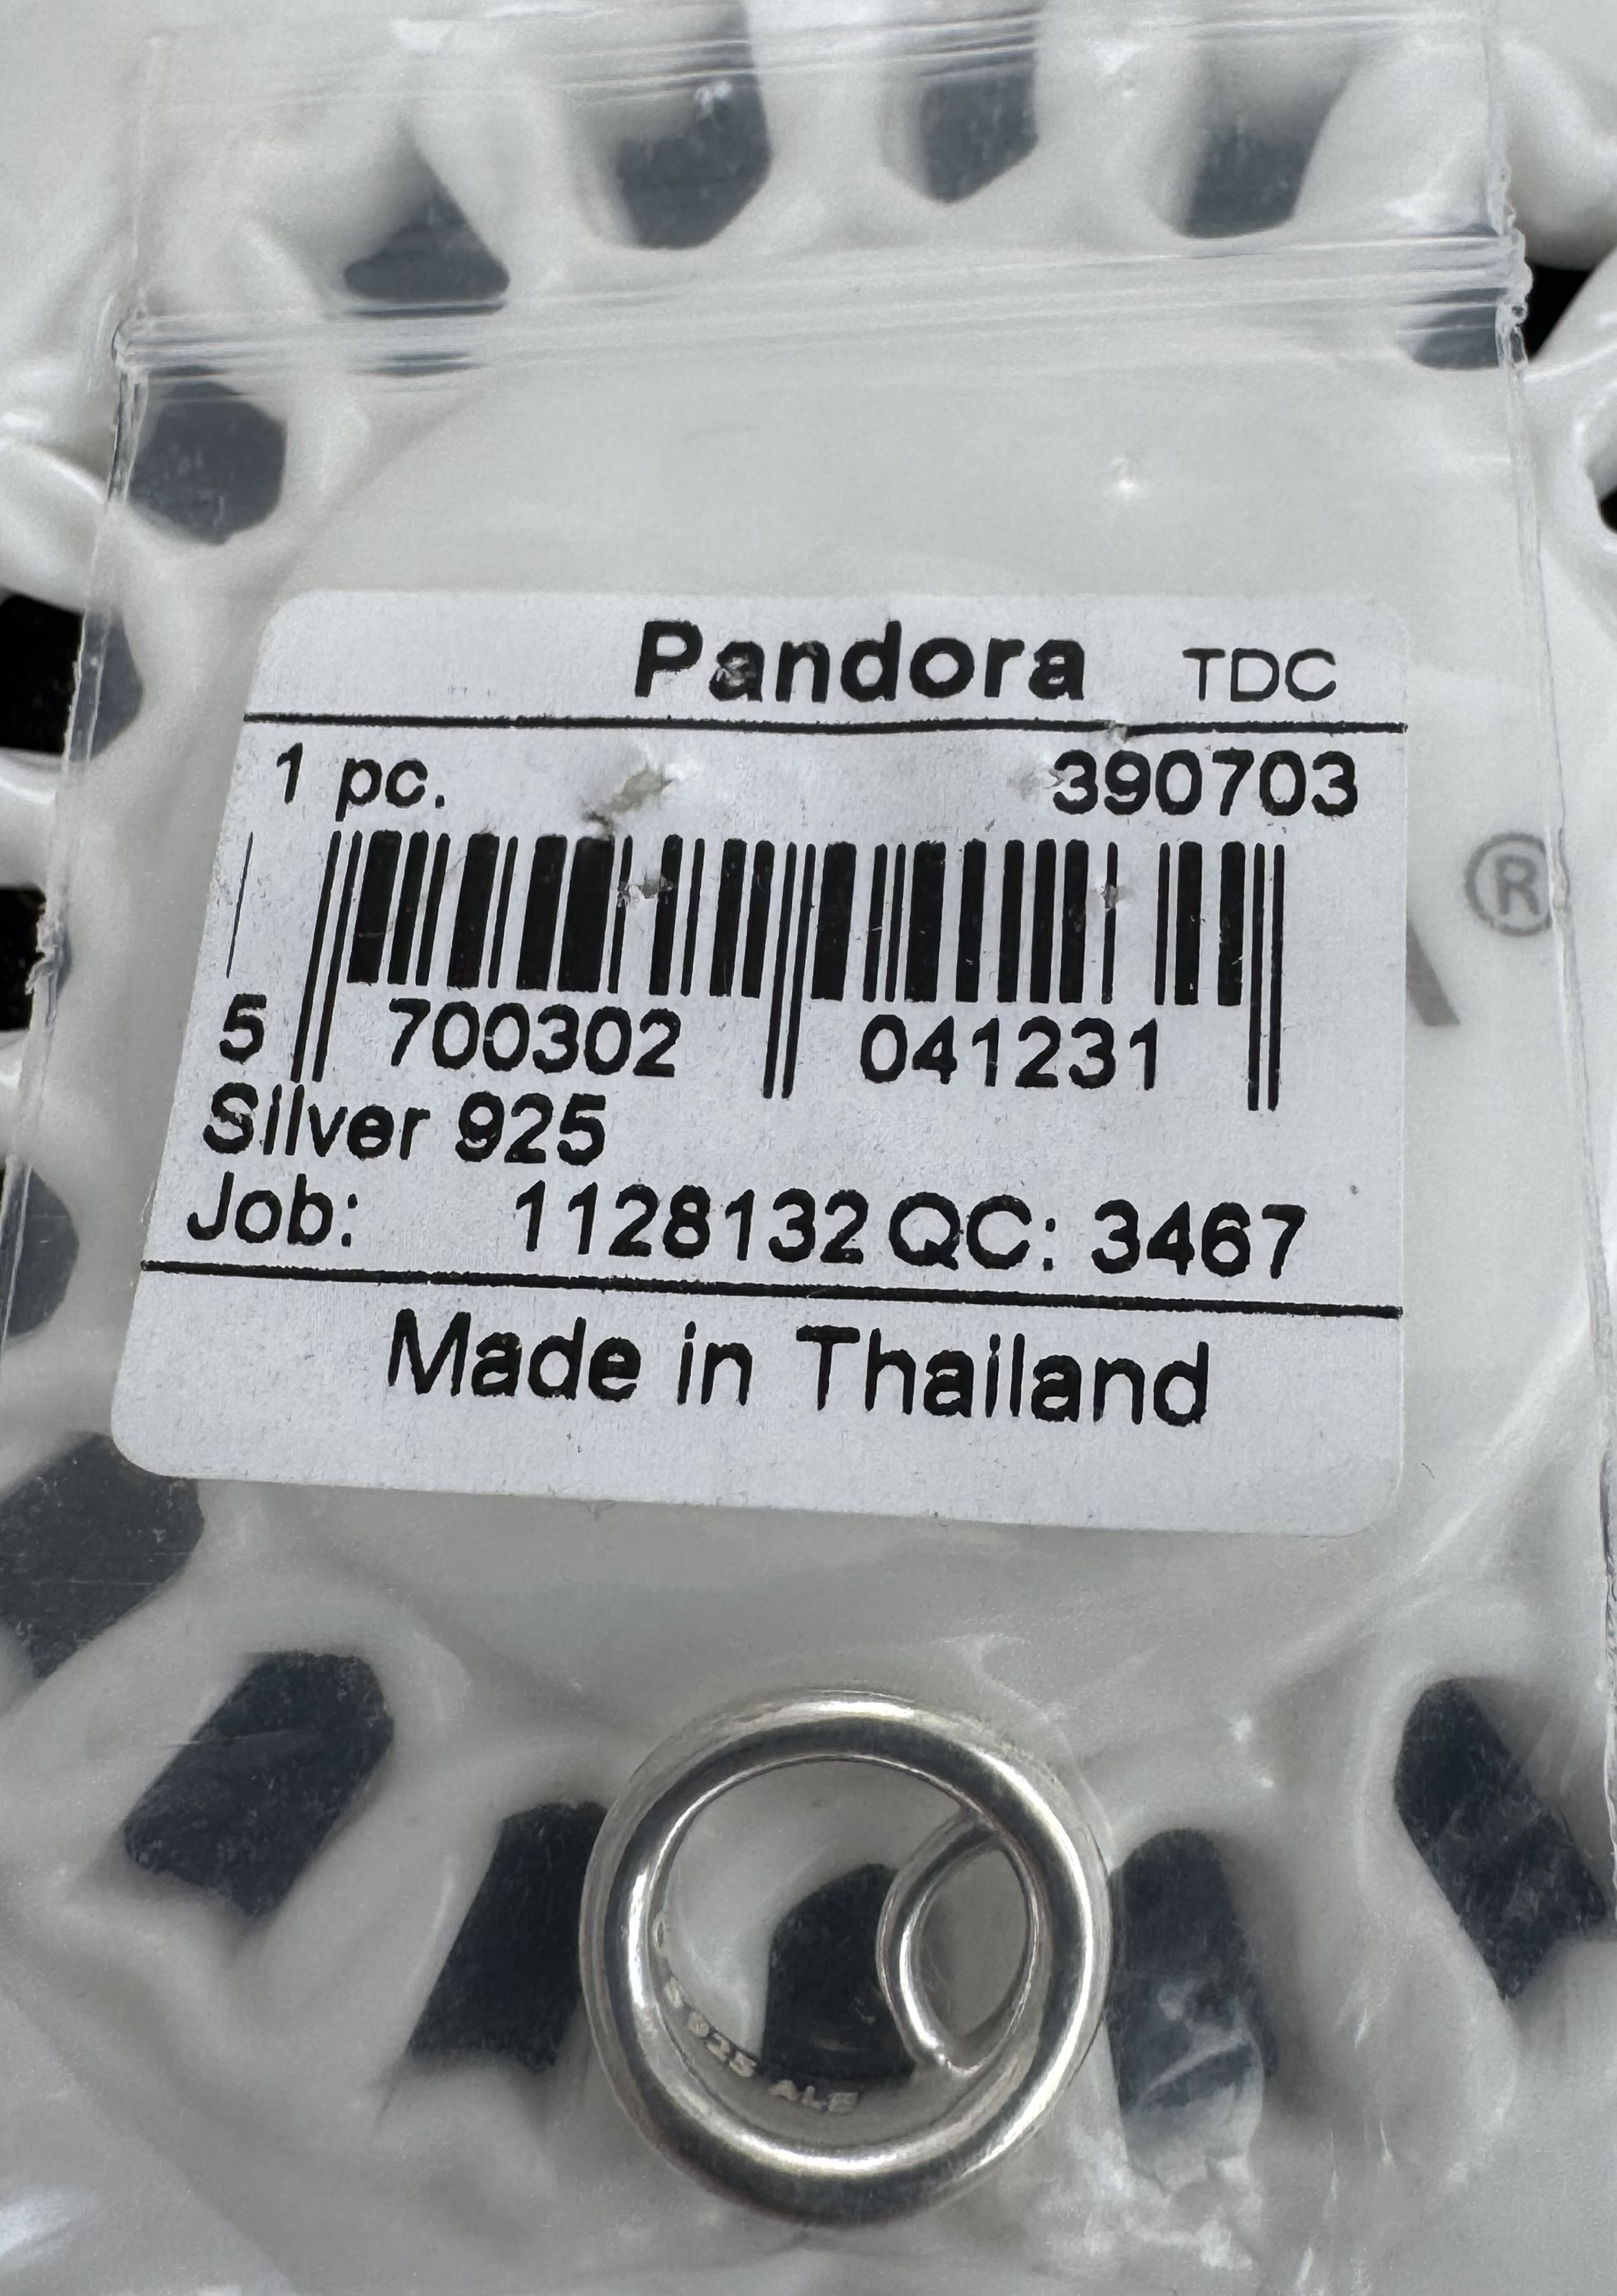 Pandora TDC
1 pc. 390703
5 700302 041231
Silver 925
Job: 1128132 QC: 3467
Made in Thailand
®
925 ALE